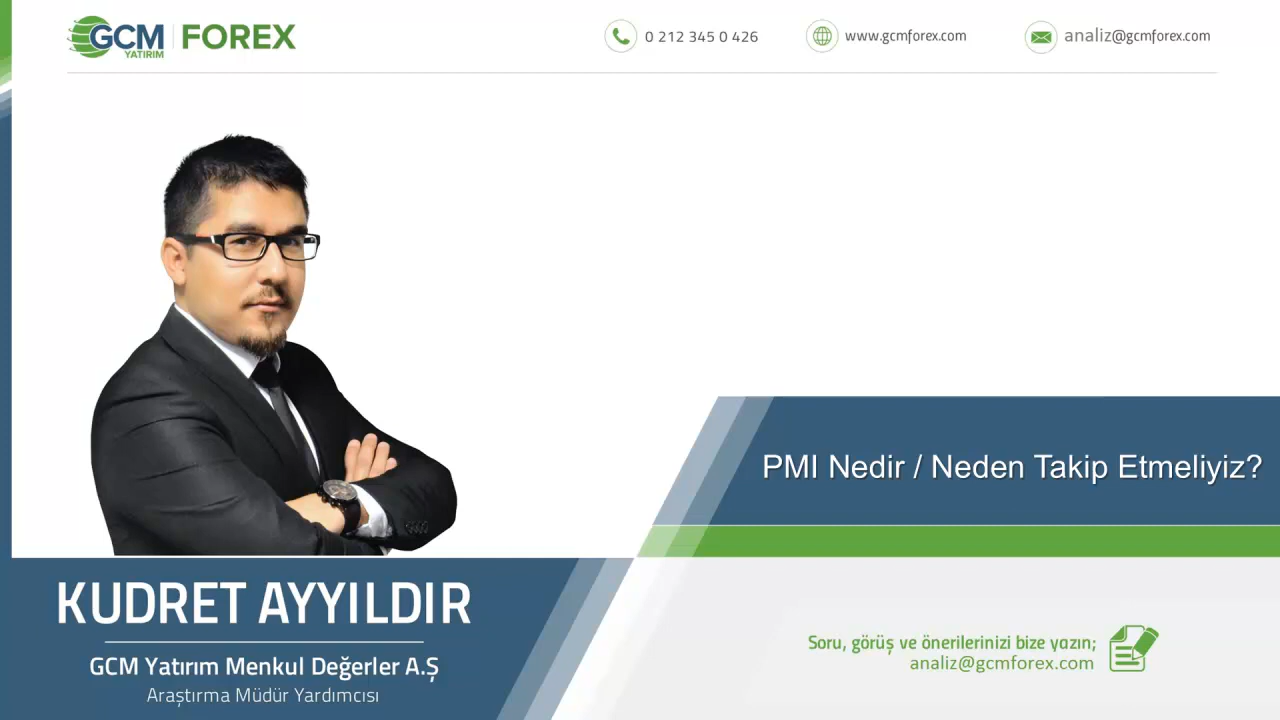 GCM YATIRIM FOREX
0 212 345 0 426
www.gcmforex.com
analiz@gcmforex.com
PMI Nedir / Neden Takip Etmeliyiz?
KUDRET AYYILDIR
GCM Yatırım Menkul Değerler A.Ş
Araştırma Müdür Yardımcısı
Soru, görüş ve önerilerinizi bize yazın;
analiz@gcmforex.com